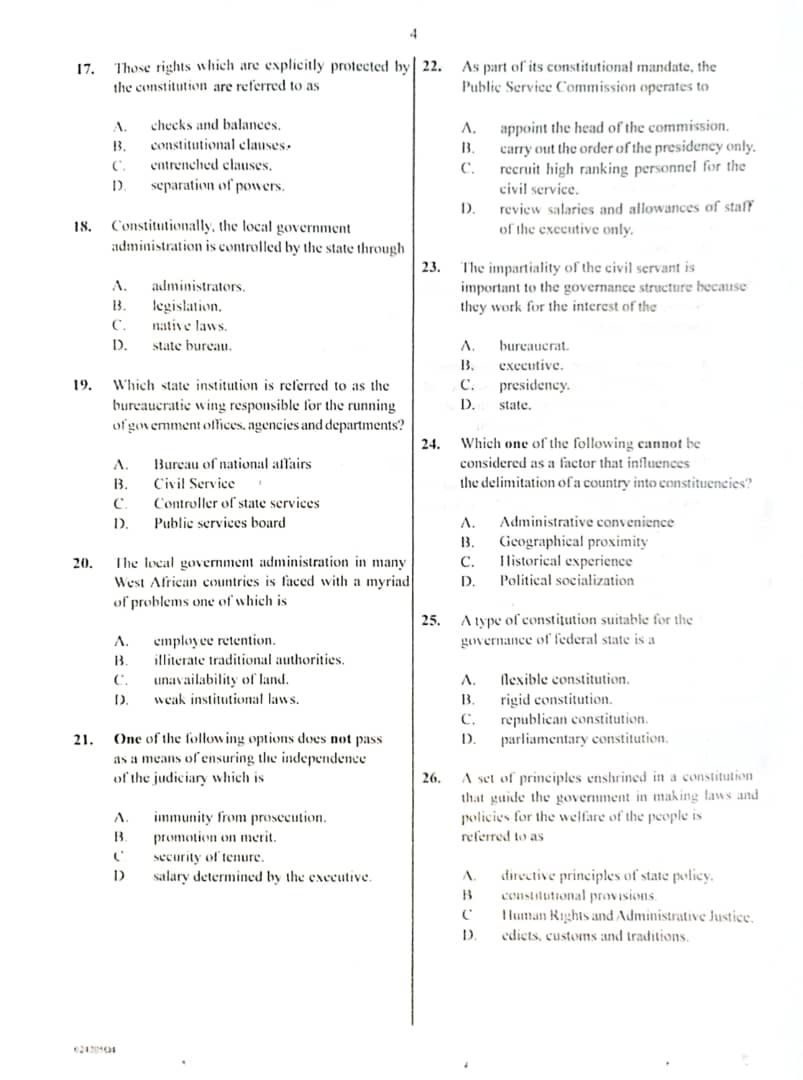 4
17. Those rights which are explicitly protected by
the constitution are referred to as
A. checks and balances.
B. constitutional clauses.
C. entrenched clauses.
D. separation of powers.
18. Constitutionally, the local government
administration is controlled by the state through
A. administrators.
B. legislation.
C. native laws.
D. state bureau.
19. Which state institution is referred to as the
bureaucratic wing responsible for the running
of government offices, agencies and departments?
A. Bureau of national affairs
B. Civil Service
C. Controller of state services
D. Public services board
20. The local government administration in many
West African countries is faced with a myriad
of problems one of which is
A. employee retention.
B. illiterate traditional authorities.
C. unavailability of land.
D. weak institutional laws.
21. One of the following options does not pass
as a means of ensuring the independence
of the judiciary which is
A. immunity from prosecution.
B. promotion on merit.
C security of tenure.
D salary determined by the executive.
22. As part of its constitutional mandate, the
Public Service Commission operates to
A. appoint the head of the commission.
B. carry out the order of the presidency only.
C. recruit high ranking personnel for the
civil service.
D. review salaries and allowances of staff
of the executive only.
23. The impartiality of the civil servant is
important to the governance structure because
they work for the interest of the
A. bureaucrat.
B. executive.
C. presidency.
D. state.
24. Which one of the following cannot be
considered as a factor that influences
the delimitation of a country into constituencies?
A. Administrative convenience
B. Geographical proximity
C. Historical experience
D. Political socialization
25. A type of constitution suitable for the
governance of federal state is a
A. flexible constitution.
B. rigid constitution.
C. republican constitution.
D. parliamentary constitution.
26. A set of principles enshrined in a constitution
that guide the government in making laws and
policies for the welfare of the people is
referred to as
A. directive principles of state policy.
B constitutional provisions.
C Human Rights and Administrative Justice.
D. edicts, customs and traditions.